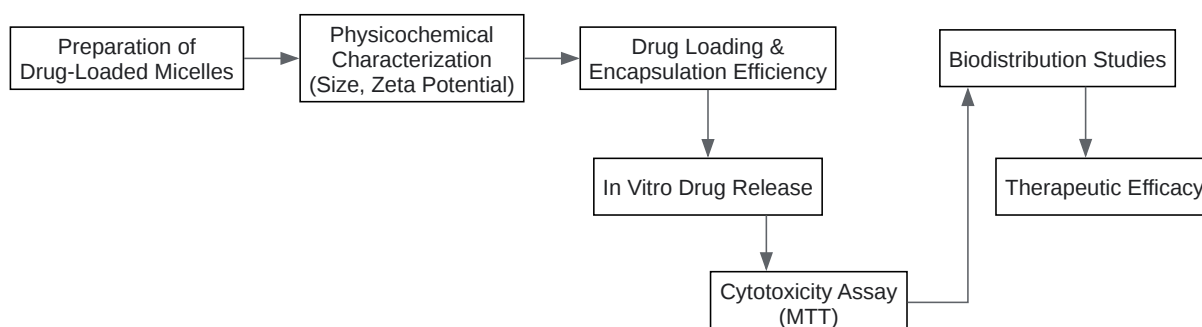 Preparation of
Drug-Loaded Micelles
Physicochemical
Characterization
(Size, Zeta Potential)
Drug Loading &
Encapsulation Efficiency
In Vitro Drug Release
Cytotoxicity Assay
(MTT)
Biodistribution Studies
Therapeutic Efficacy